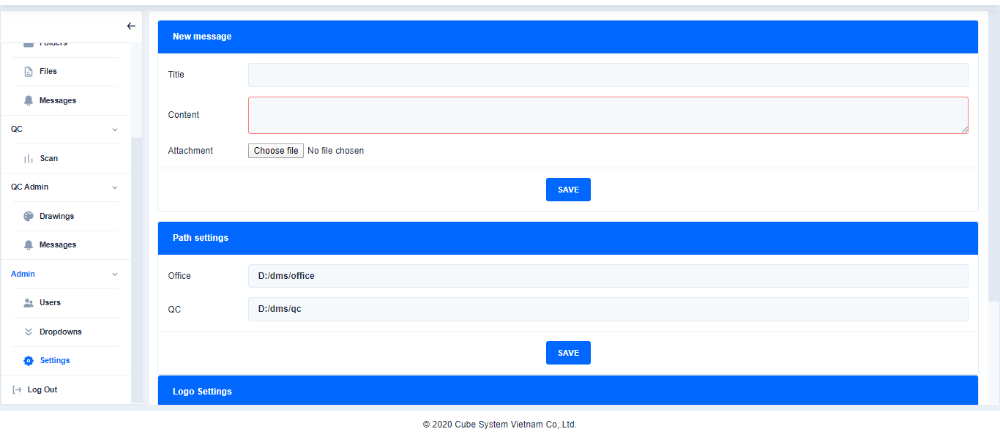 Folders
Files
Messages
QC
Scan
QC Admin
Drawings
Messages
Admin
Users
Dropdowns
Settings
Log Out
New message
Title
Content
Attachment
Choose file No file chosen
SAVE
Path settings
Office
D:/dms/office
QC
D:/dms/qc
SAVE
Logo Settings
© 2020 Cube System Vietnam Co,.Ltd.